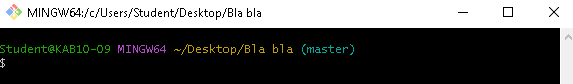 MINGW64:/c/Users/Student/Desktop/Bla bla
Student@KAB10-09 MINGW64 ~/Desktop/Bla bla (master)
$